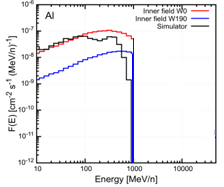 Al
Inner field W0
Inner field W190
Simulator
F(E) [cm⁻² s⁻¹ (MeV/n)⁻¹]
10⁻⁶
10⁻⁷
10⁻⁸
10⁻⁹
10⁻¹⁰
10⁻¹¹
10⁻¹²
10 100 1000 10000
Energy [MeV/n]